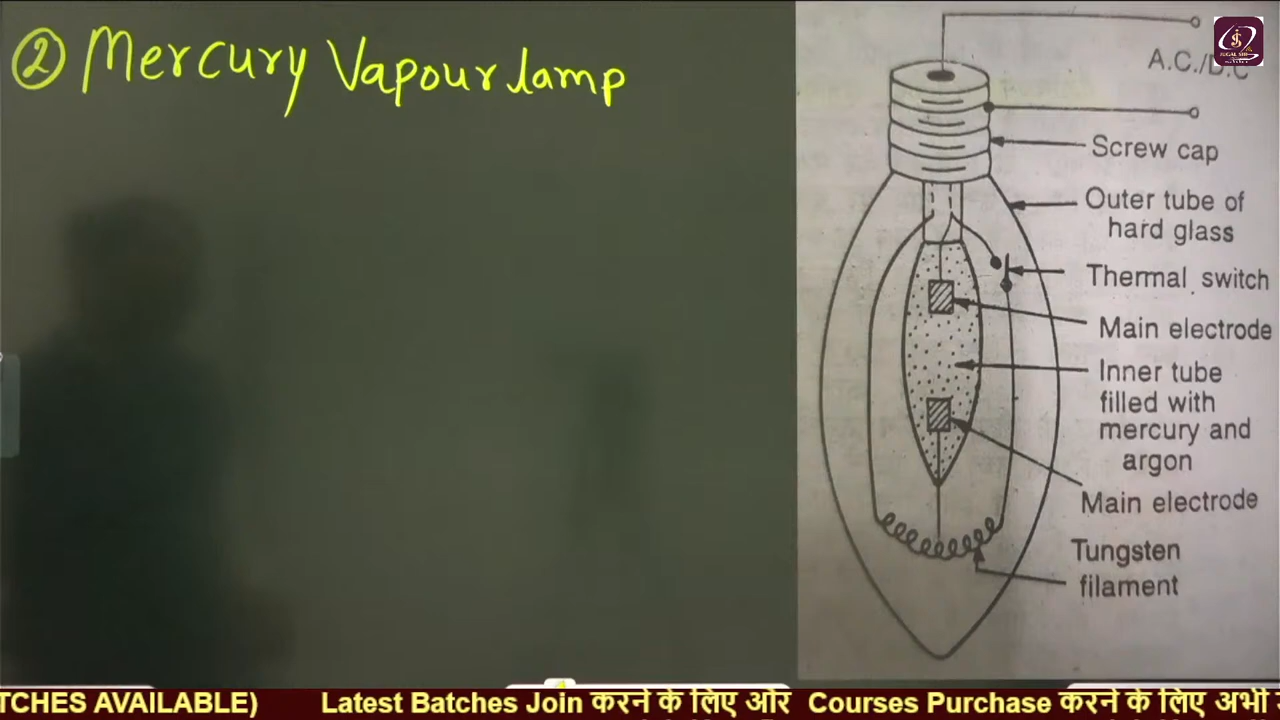 ② Mercury Vapour lamp
A.C./D.C
Screw cap
Outer tube of
hard glass
Thermal switch
Main electrode
Inner tube
filled with
mercury and
argon
Main electrode
Tungsten
filament
TCHES AVAILABLE) Latest Batches Join करने के लिए और Courses Purchase करने के लिए अभी